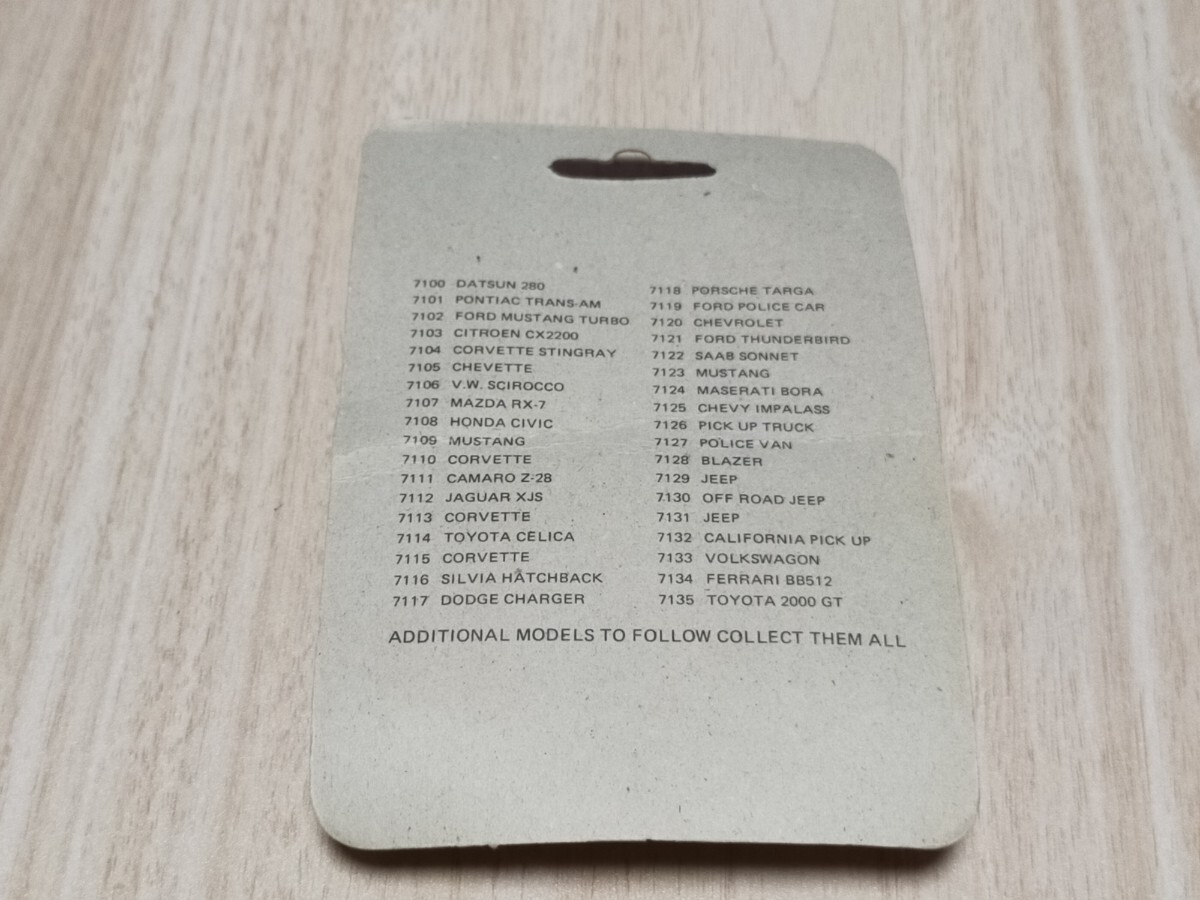 7100 DATSUN 280
7101 PONTIAC TRANS-AM
7102 FORD MUSTANG TURBO
7103 CITROEN CX2200
7104 CORVETTE STINGRAY
7105 CHEVETTE
7106 V.W. SCIROCCO
7107 MAZDA RX-7
7108 HONDA CIVIC
7109 MUSTANG
7110 CORVETTE
7111 CAMARO Z-28
7112 JAGUAR XJS
7113 CORVETTE
7114 TOYOTA CELICA
7115 CORVETTE
7116 SILVIA HATCHBACK
7117 DODGE CHARGER
7118 PORSCHE TARGA
7119 FORD POLICE CAR
7120 CHEVROLET
7121 FORD THUNDERBIRD
7122 SAAB SONNET
7123 MUSTANG
7124 MASERATI BORA
7125 CHEVY IMPALASS
7126 PICK UP TRUCK
7127 POLICE VAN
7128 BLAZER
7129 JEEP
7130 OFF ROAD JEEP
7131 JEEP
7132 CALIFORNIA PICK UP
7133 VOLKSWAGON
7134 FERRARI BB512
7135 TOYOTA 2000 GT
ADDITIONAL MODELS TO FOLLOW COLLECT THEM ALL